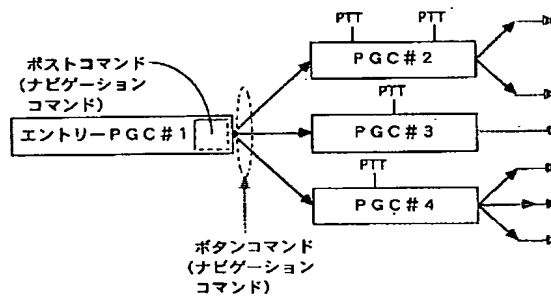 PTT
PTT
PGC#2
ポストコマンド
(ナビゲーション
コマンド)
PTT
エントリーPGC#1
PGC#3
PTT
PGC#4
ボタンコマンド
(ナビゲーション
コマンド)